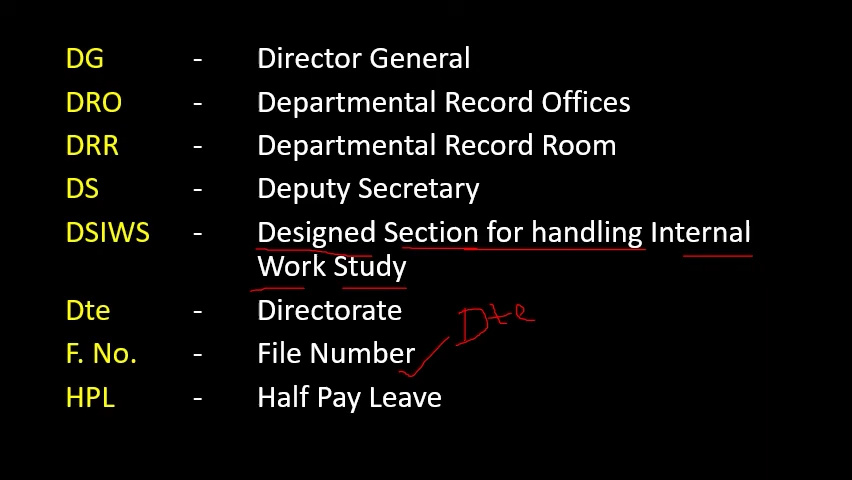 DG - Director General
DRO - Departmental Record Offices
DRR - Departmental Record Room
DS - Deputy Secretary
DSIWS - Designed Section for handling Internal
Work Study
Dte - Directorate
Dte
F. No. - File Number
HPL - Half Pay Leave